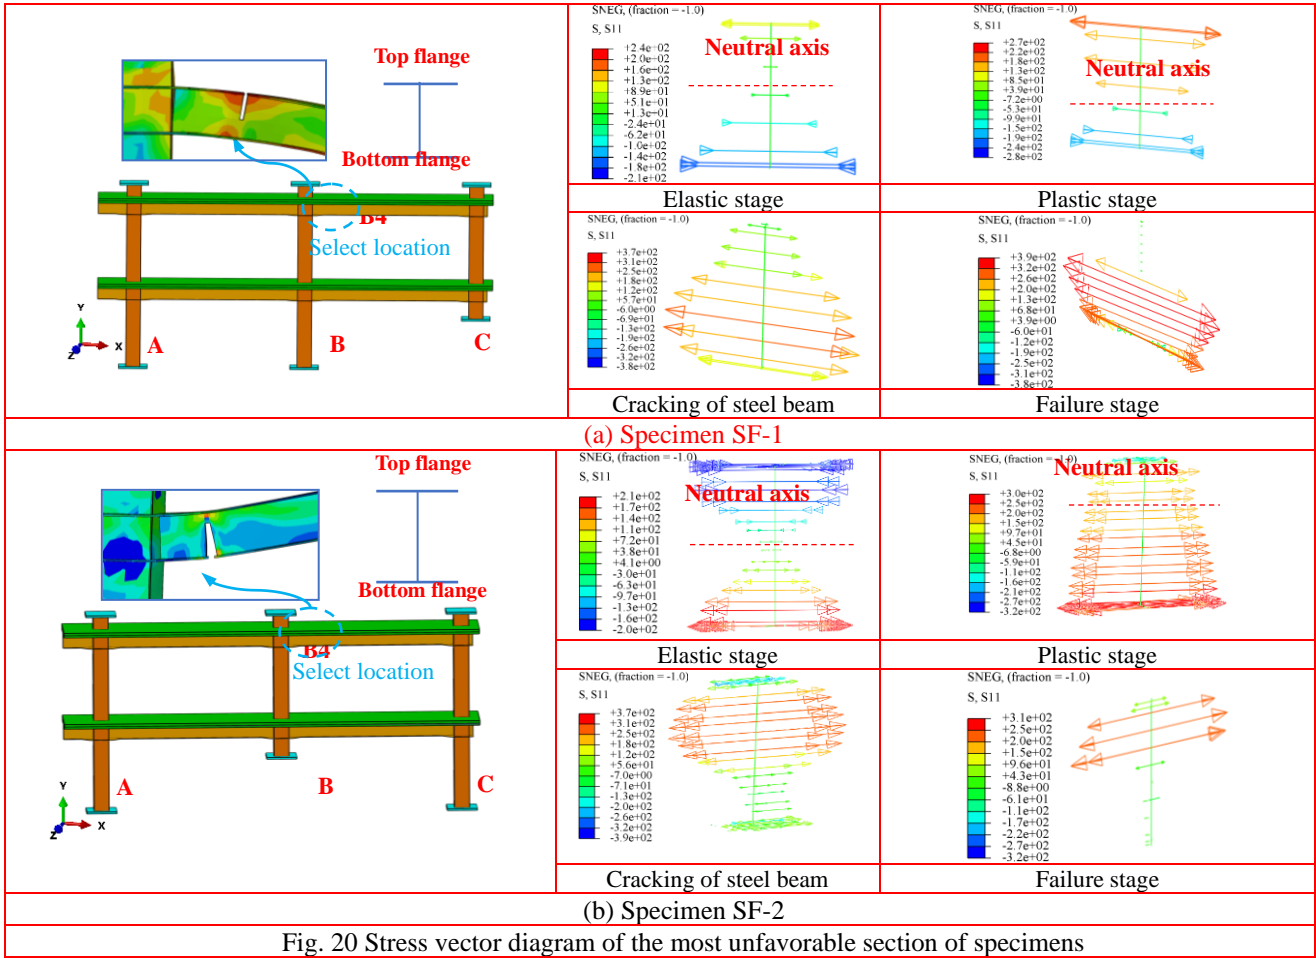 Top flange
Bottom flange
B4
Select location
A
B
C
Y
X
Z
SNEG, (fraction = -1.0)
S, S11
+2.4e+02
+2.0e+02
+1.6e+02
+1.3e+02
+8.9e+01
+5.1e+01
+1.3e+01
-2.4e+01
-6.2e+01
-1.0e+02
-1.4e+02
-1.8e+02
-2.1e+02
Neutral axis
Elastic stage
SNEG, (fraction = -1.0)
S, S11
+2.7e+02
+2.2e+02
+1.8e+02
+1.3e+02
+8.5e+01
+3.9e+01
-7.2e+00
-5.3e+01
-9.9e+01
-1.5e+02
-1.9e+02
-2.4e+02
-2.8e+02
Neutral axis
Plastic stage
SNEG, (fraction = -1.0)
S, S11
+3.7e+02
+3.1e+02
+2.5e+02
+1.8e+02
+1.2e+02
+5.7e+01
-6.0e+00
-6.9e+01
-1.3e+02
-1.9e+02
-2.6e+02
-3.2e+02
-3.8e+02
Cracking of steel beam
SNEG, (fraction = -1.0)
S, S11
+3.9e+02
+3.2e+02
+2.6e+02
+2.0e+02
+1.3e+02
+6.8e+01
+3.9e+00
-6.0e+01
-1.2e+02
-1.9e+02
-2.5e+02
-3.1e+02
-3.8e+02
Failure stage
(a) Specimen SF-1
Top flange
Bottom flange
B4
Select location
A
B
C
Y
X
Z
SNEG, (fraction = -1.0)
S, S11
+2.1e+02
+1.7e+02
+1.4e+02
+1.1e+02
+7.2e+01
+3.8e+01
+4.1e+00
-3.0e+01
-6.3e+01
-9.7e+01
-1.3e+02
-1.6e+02
-2.0e+02
Neutral axis
Elastic stage
SNEG, (fraction = -1.0)
S, S11
+3.0e+02
+2.5e+02
+2.0e+02
+1.5e+02
+9.7e+01
+4.5e+01
-6.8e+00
-5.9e+01
-1.1e+02
-1.6e+02
-2.1e+02
-2.7e+02
-3.2e+02
Neutral axis
Plastic stage
SNEG, (fraction = -1.0)
S, S11
+3.7e+02
+3.1e+02
+2.5e+02
+1.8e+02
+1.2e+02
+5.6e+01
-7.0e+00
-7.1e+01
-1.3e+02
-2.0e+02
-2.6e+02
-3.2e+02
-3.9e+02
Cracking of steel beam
SNEG, (fraction = -1.0)
S, S11
+3.1e+02
+2.5e+02
+2.0e+02
+1.5e+02
+9.6e+01
+4.3e+01
-8.8e+00
-6.1e+01
-1.1e+02
-1.7e+02
-2.2e+02
-2.7e+02
-3.2e+02
Failure stage
(b) Specimen SF-2
Fig. 20 Stress vector diagram of the most unfavorable section of specimens